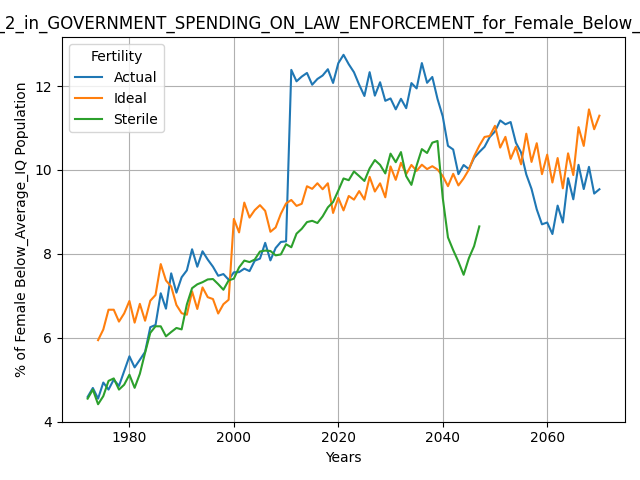 _2_in_GOVERNMENT_SPENDING_ON_LAW_ENFORCEMENT_for_Female_Below_
Fertility
Actual
Ideal
Sterile
% of Female Below_Average_IQ Population
12
10
8
6
4
1980 2000 2020 2040 2060
Years